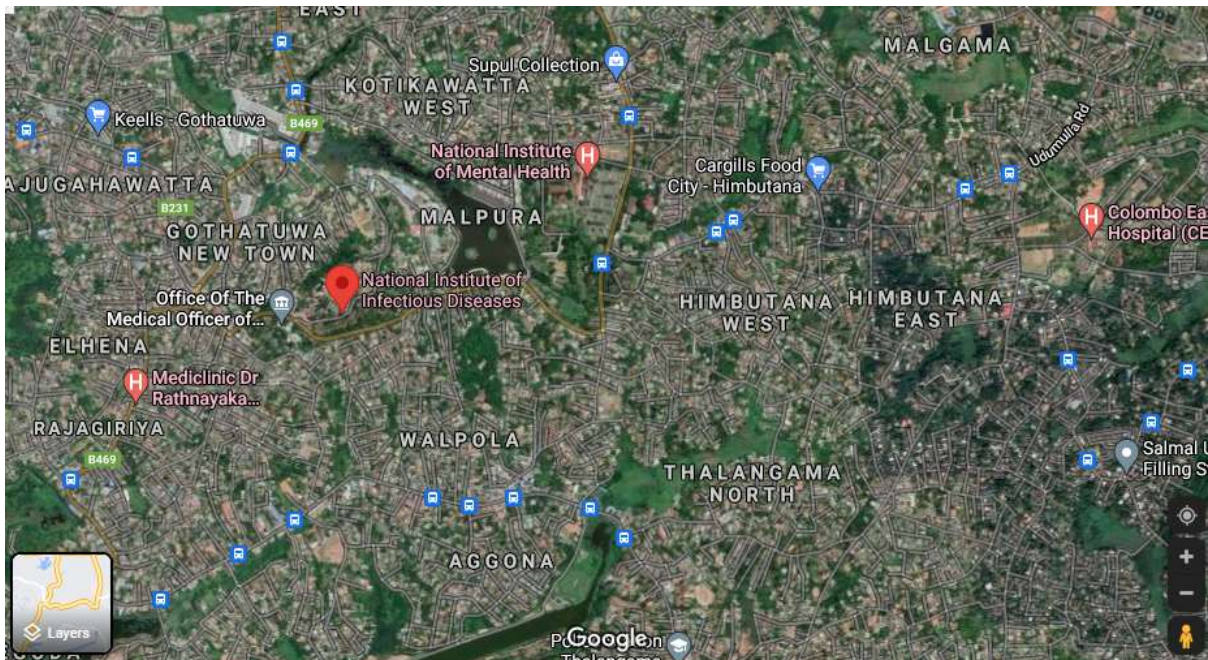 EAST
Supul Collection
MALGAMA
KOTIKAWATTA
WEST
Keells - Gothatuwa
B469
Udumulla Rd
National Institute
of Mental Health
Cargills Food
City - Himbutana
AJUGAHAWATTA
B231
MALPURA
Colombo Eas
Hospital (CE
GOTHATUWA
NEW TOWN
National Institute of
Infectious Diseases
Office Of The
Medical Officer of...
HIMBUTANA
WEST
HIMBUTANA
EAST
ELHENA
Mediclinic Dr
Rathnayaka...
RAJAGIRIYA
WALPOLA
B469
THALANGAMA
NORTH
Salmal U
Filling S
AGGONA
Layers
Google
Thalangama